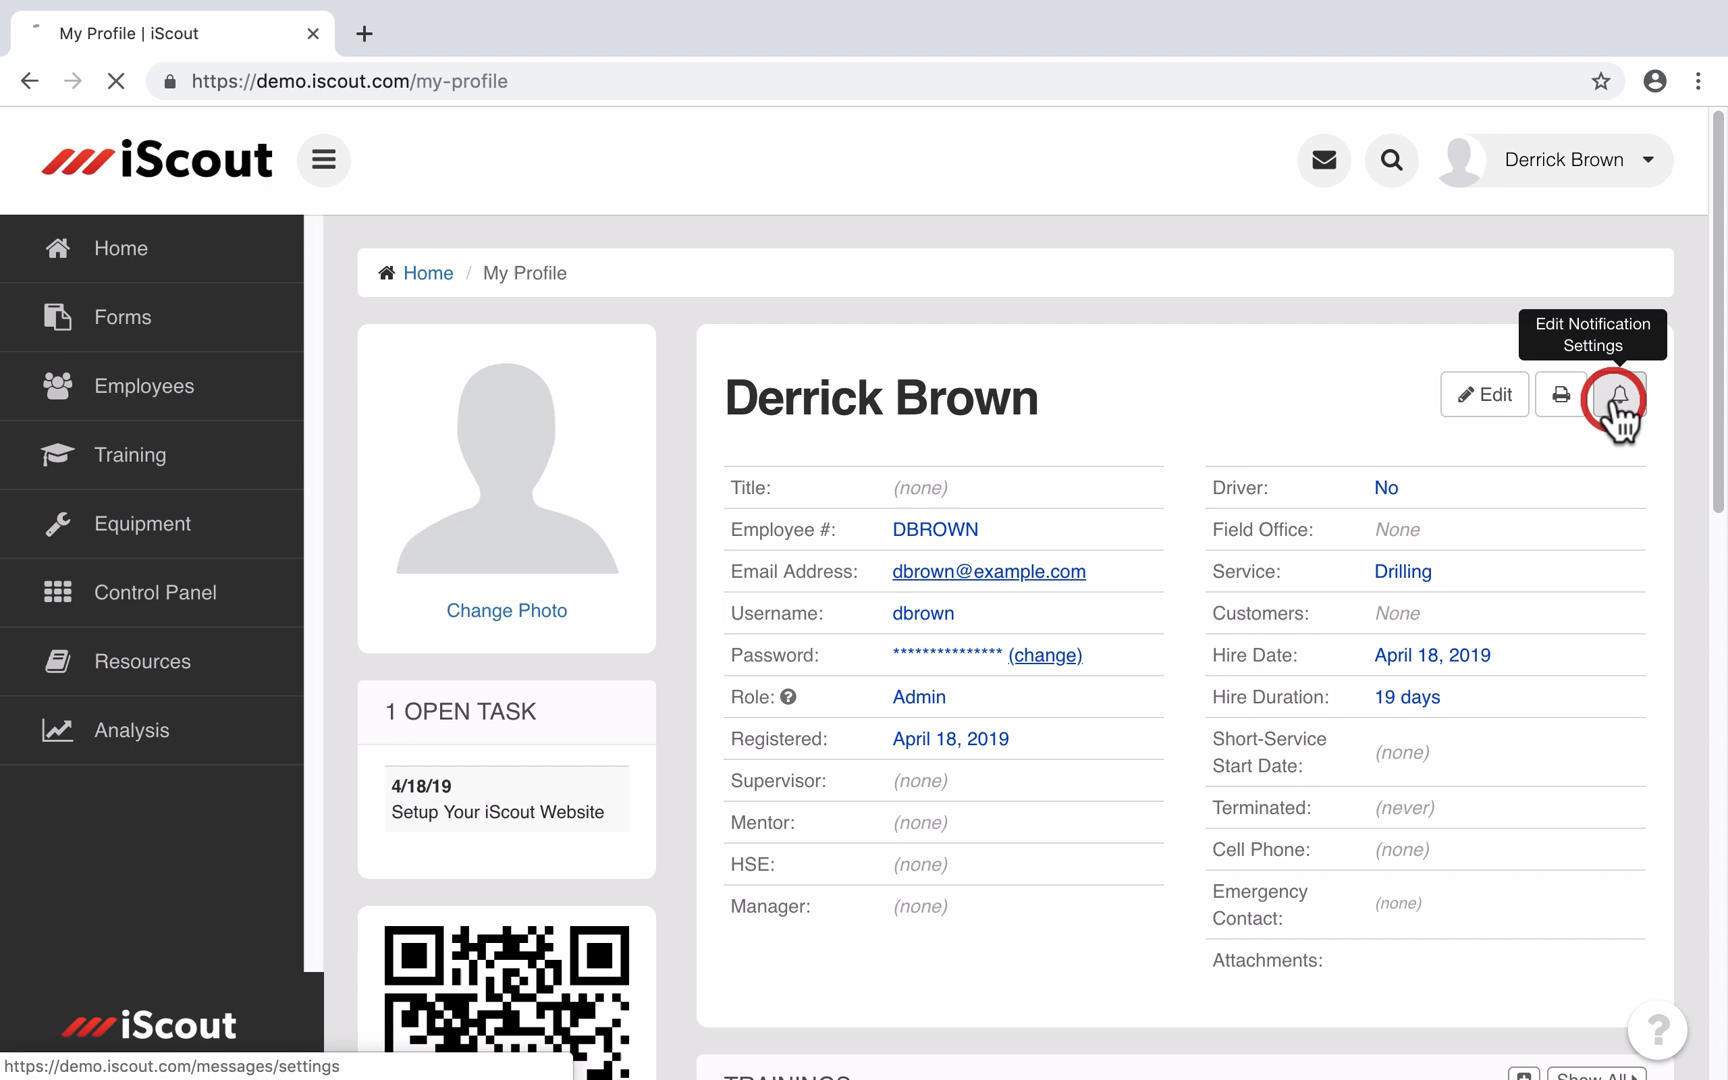 My Profile | iScout
https://demo.iscout.com/my-profile
iScout
Derrick Brown
Home
Forms
Employees
Training
Equipment
Control Panel
Resources
Analysis
iScout
Home / My Profile
Change Photo
1 OPEN TASK
4/18/19
Setup Your iScout Website
Edit Notification
Settings
Derrick Brown
Edit
Title: (none)
Employee #: DBROWN
Email Address: dbrown@example.com
Username: dbrown
Password: *************** (change)
Role: Admin
Registered: April 18, 2019
Supervisor: (none)
Mentor: (none)
HSE: (none)
Manager: (none)
Driver: No
Field Office: None
Service: Drilling
Customers: None
Hire Date: April 18, 2019
Hire Duration: 19 days
Short-Service
Start Date: (none)
Terminated: (never)
Cell Phone: (none)
Emergency
Contact: (none)
Attachments:
?
TRAININGS
Show All
https://demo.iscout.com/messages/settings